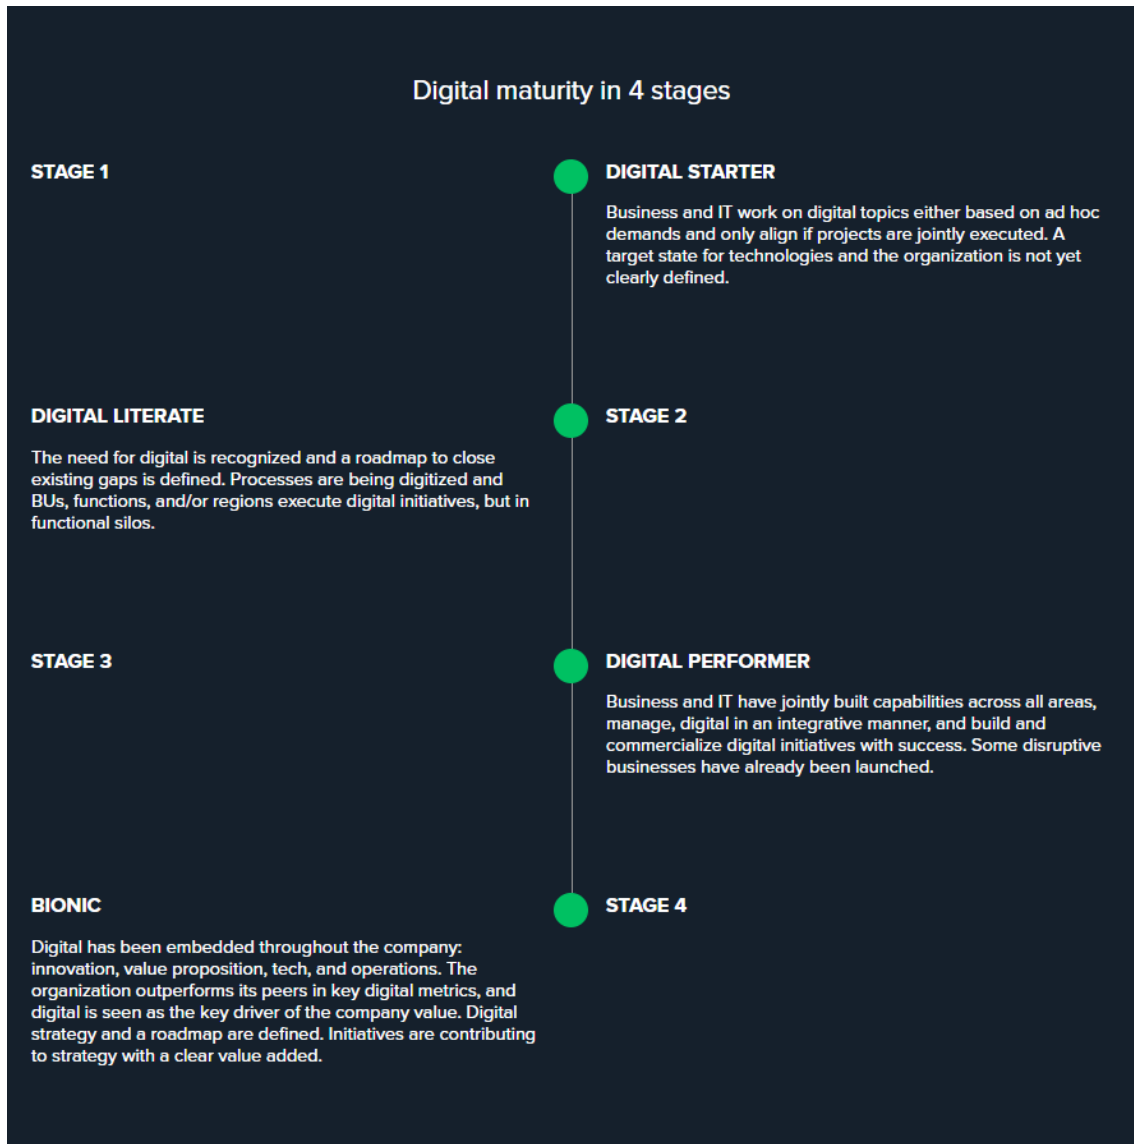 Digital maturity in 4 stages
STAGE 1
DIGITAL STARTER
Business and IT work on digital topics either based on ad hoc
demands and only align if projects are jointly executed. A
target state for technologies and the organization is not yet
clearly defined.
DIGITAL LITERATE
STAGE 2
The need for digital is recognized and a roadmap to close
existing gaps is defined. Processes are being digitized and
BUs, functions, and/or regions execute digital initiatives, but in
functional silos.
STAGE 3
DIGITAL PERFORMER
Business and IT have jointly built capabilities across all areas,
manage, digital in an integrative manner, and build and
commercialize digital initiatives with success. Some disruptive
businesses have already been launched.
BIONIC
STAGE 4
Digital has been embedded throughout the company:
innovation, value proposition, tech, and operations. The
organization outperforms its peers in key digital metrics, and
digital is seen as the key driver of the company value. Digital
strategy and a roadmap are defined. Initiatives are contributing
to strategy with a clear value added.